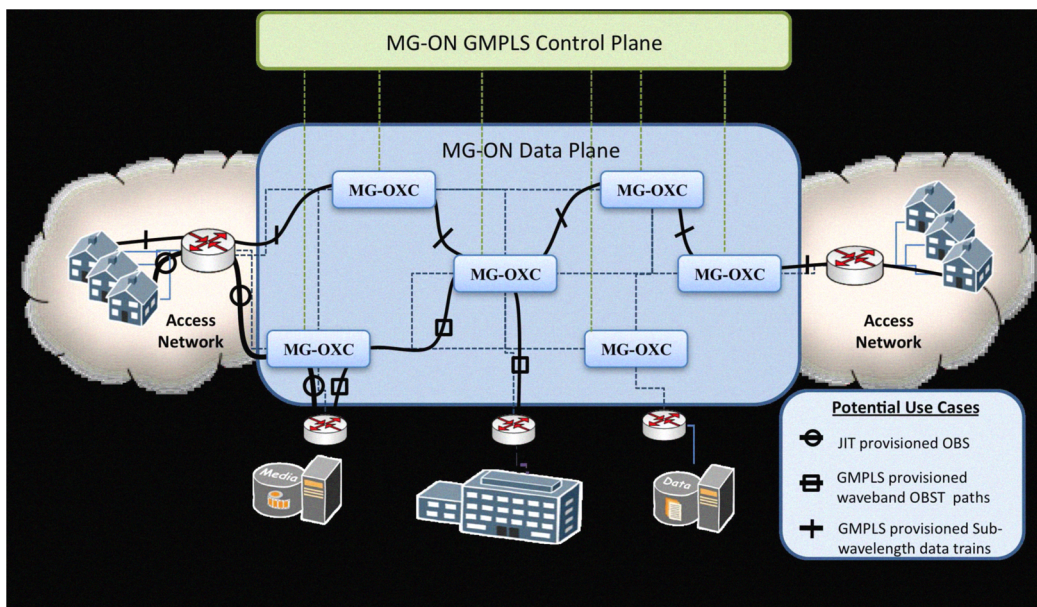 MG-ON GMPLS Control Plane
MG-ON Data Plane
MG-OXC
MG-OXC
MG-OXC
MG-OXC
MG-OXC
MG-OXC
Access
Network
Access
Network
Media
Data
Potential Use Cases
JIT provisioned OBS
GMPLS provisioned
waveband OBST paths
GMPLS provisioned Sub-
wavelength data trains